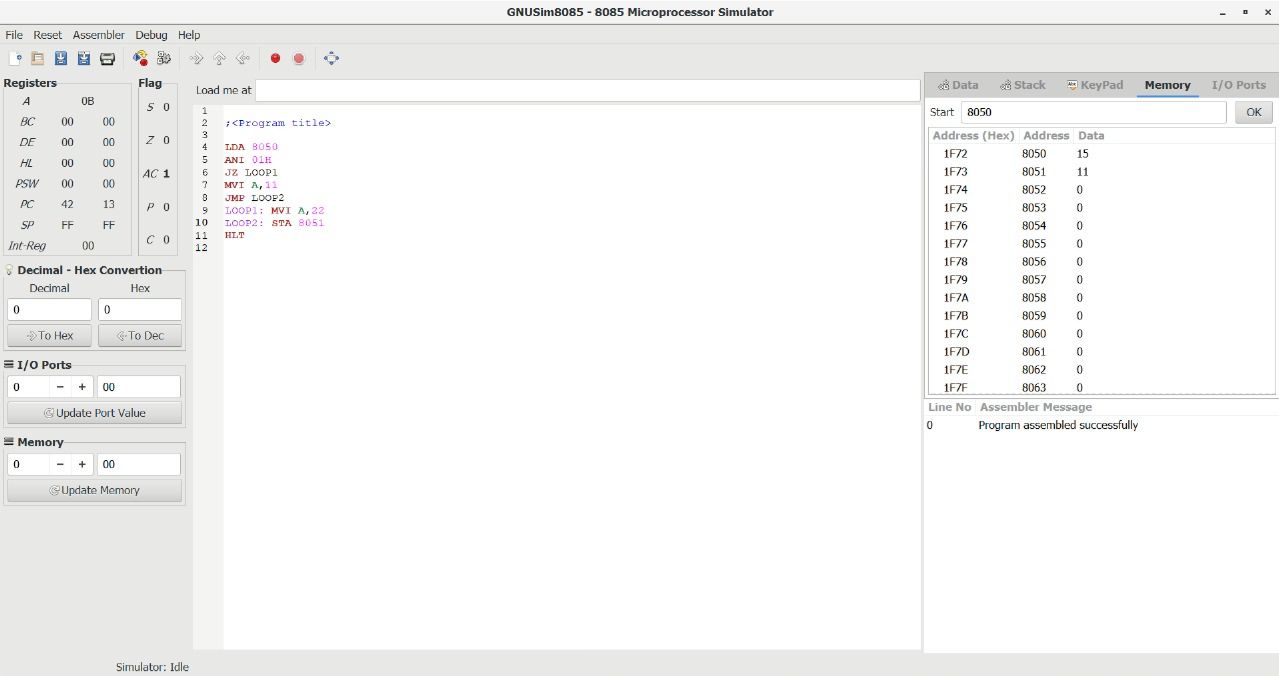 GNUSim8085 - 8085 Microprocessor Simulator
File Reset Assembler Debug Help
Registers
A 0B
BC 00 00
DE 00 00
HL 00 00
PSW 00 00
PC 42 13
SP FF FF
Int-Reg 00
Flag
S 0
Z 0
AC 1
P 0
C 0
Decimal - Hex Convertion
Decimal Hex
0 0
To Hex To Dec
I/O Ports
0 − + 00
Update Port Value
Memory
0 − + 00
Update Memory
Load me at
1
2 ;<Program title>
3
4 LDA 8050
5 ANI 01H
6 JZ LOOP1
7 MVI A,11
8 JMP LOOP2
9 LOOP1: MVI A,22
10 LOOP2: STA 8051
11 HLT
12
Data Stack KeyPad Memory I/O Ports
Start 8050 OK
Address (Hex) Address Data
1F72 8050 15
1F73 8051 11
1F74 8052 0
1F75 8053 0
1F76 8054 0
1F77 8055 0
1F78 8056 0
1F79 8057 0
1F7A 8058 0
1F7B 8059 0
1F7C 8060 0
1F7D 8061 0
1F7E 8062 0
1F7F 8063 0
Line No Assembler Message
0 Program assembled successfully
Simulator: Idle